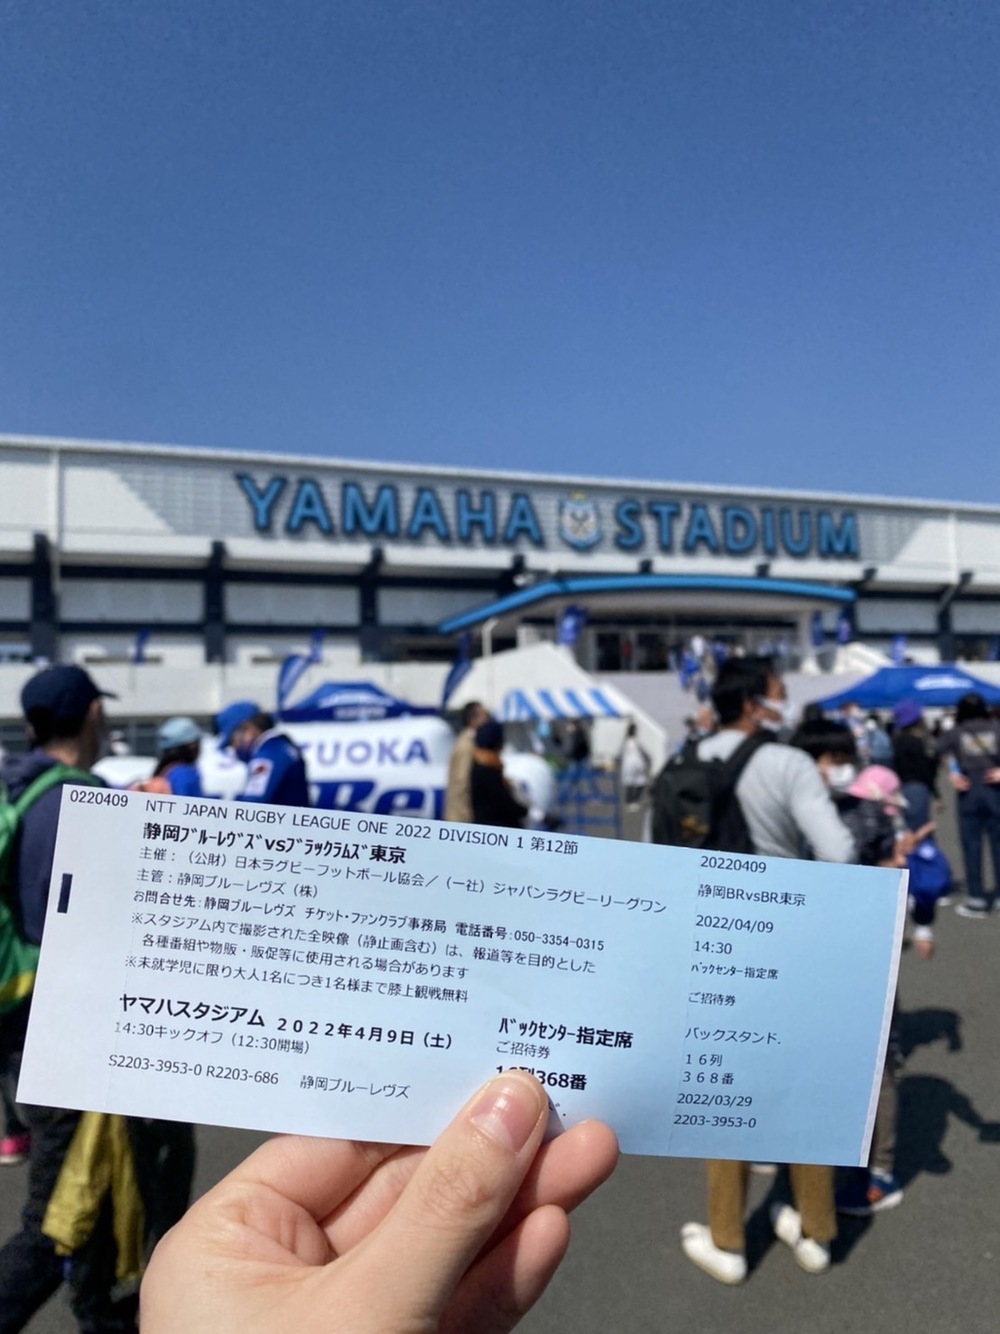 YAMAHA STADIUM
UOKA
0220409 NTT JAPAN RUGBY LEAGUE ONE 2022 DIVISION 1 第12節
静岡ﾌﾞﾙｰﾚｳﾞｽﾞvsﾌﾞﾗｯｸﾗﾑｽﾞ東京
主催：（公財）日本ラグビーフットボール協会／（一社）ジャパンラグビーリーグワン
主管：静岡ブルーレヴズ（株）
お問合せ先：静岡ブルーレヴズ チケット・ファンクラブ事務局 電話番号：050-3354-0315
※スタジアム内で撮影された全映像（静止画含む）は、報道等を目的とした
各種番組や物販・販促等に使用される場合があります
※未就学児に限り大人1名につき1名様まで膝上観戦無料
ヤマハスタジアム ２０２２年４月９日（土）
14:30キックオフ（12:30開場）
S2203-3953-0 R2203-686 静岡ブルーレヴズ
ﾊﾞｯｸセンター指定席
ご招待券
368番
20220409
静岡BRvsBR東京
2022/04/09
14:30
ﾊﾞｯｸセンター指定席
ご招待券
バックスタンド.
１６列
３６８番
2022/03/29
2203-3953-0